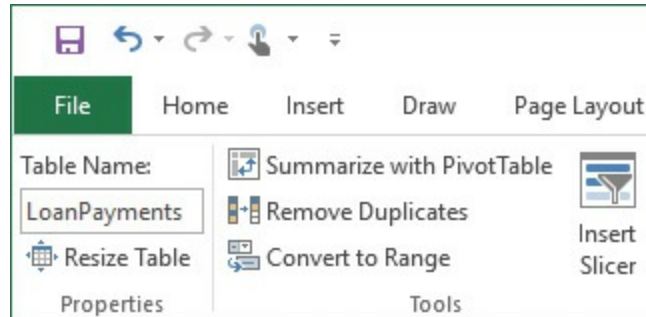 File Home Insert Draw Page Layout
Table Name:
LoanPayments
Resize Table
Properties
Summarize with PivotTable
Remove Duplicates
Convert to Range
Tools
Insert
Slicer